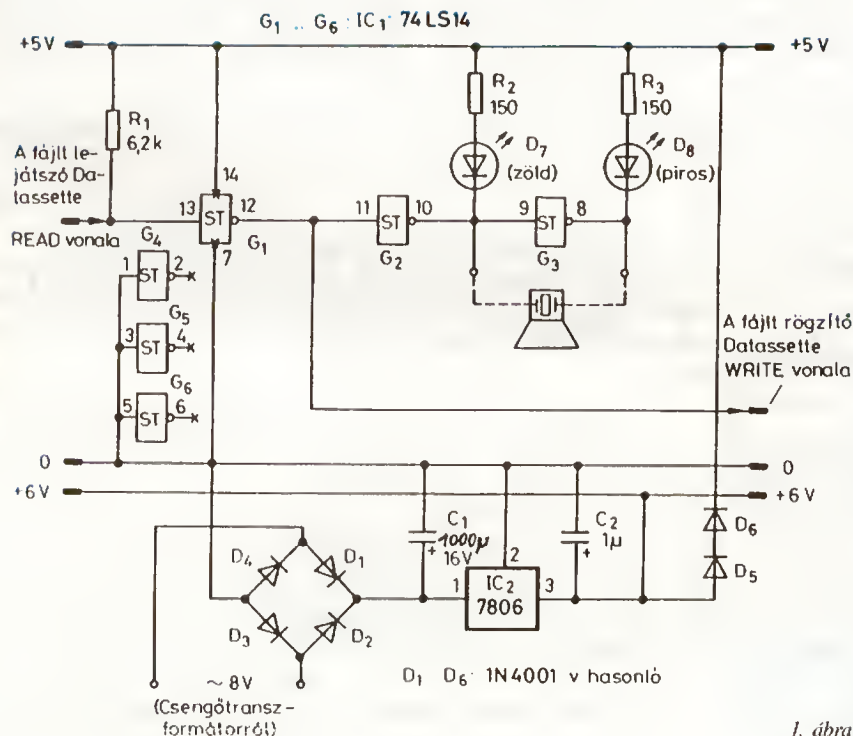 G₁ .. G₆ : IC₁ : 74LS14
+5V
+5V
R₁
6,2k
R₂
150
R₃
150
D₇
(zöld)
D₈
(piros)
A fájlt le-
játszó Da-
tassette
READ vonala
14
13
ST
12
G₁
7
11
ST
10
G₂
9
ST
8
G₃
G₄
1
ST
2
G₅
3
ST
4
G₆
5
ST
6
A fájlt rögzítő
Datassette
WRITE vonala
0
0
+6V
+6V
C₁
1000µ
16V
+
C₂
1µ
+
D₆
D₅
D₄
D₁
D₃
D₂
1
2
3
IC₂
7806
~8V
(Csengőtransz-
formátorról)
D₁ D₆ : 1N4001 v hasonló
1. ábra